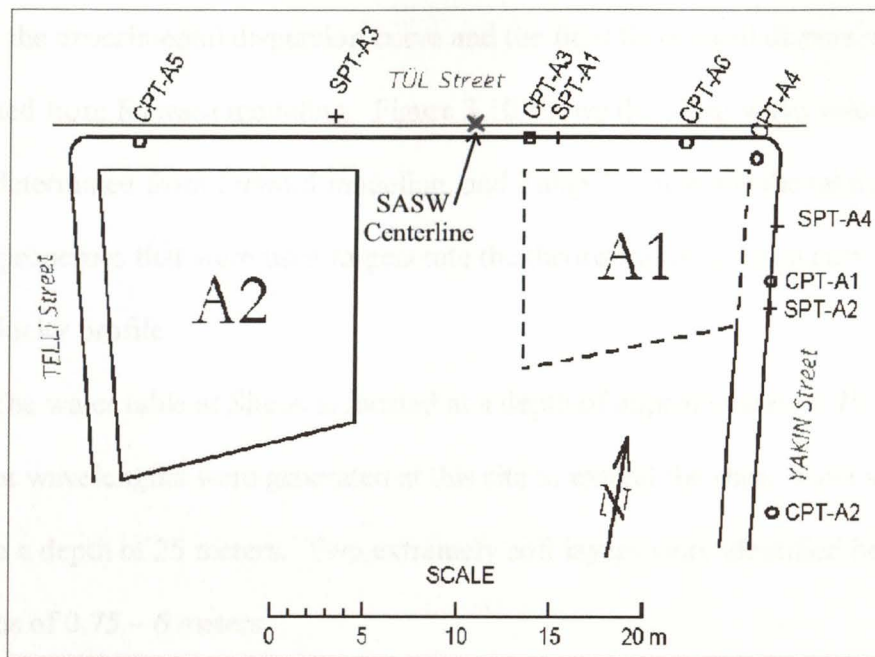 CPT-A5
SPT-A3
TÜL Street
CPT-A3
SPT-A1
CPT-A6
CPT-A4
SASW
Centerline
SPT-A4
CPT-A1
SPT-A2
CPT-A2
A2
A1
TELLI Street
YAKIN Street
N
SCALE
0 5 10 15 20 m